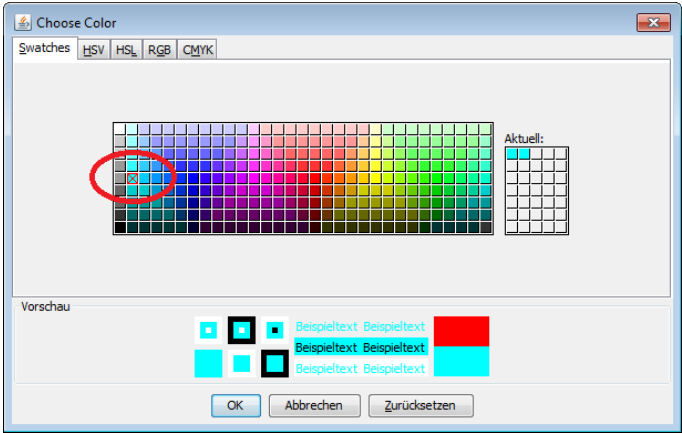 Choose Color
Swatches HSV HSL RGB CMYK
Aktuell:
Vorschau
Beispieltext Beispieltext
Beispieltext Beispieltext
Beispieltext Beispieltext
OK Abbrechen Zurücksetzen